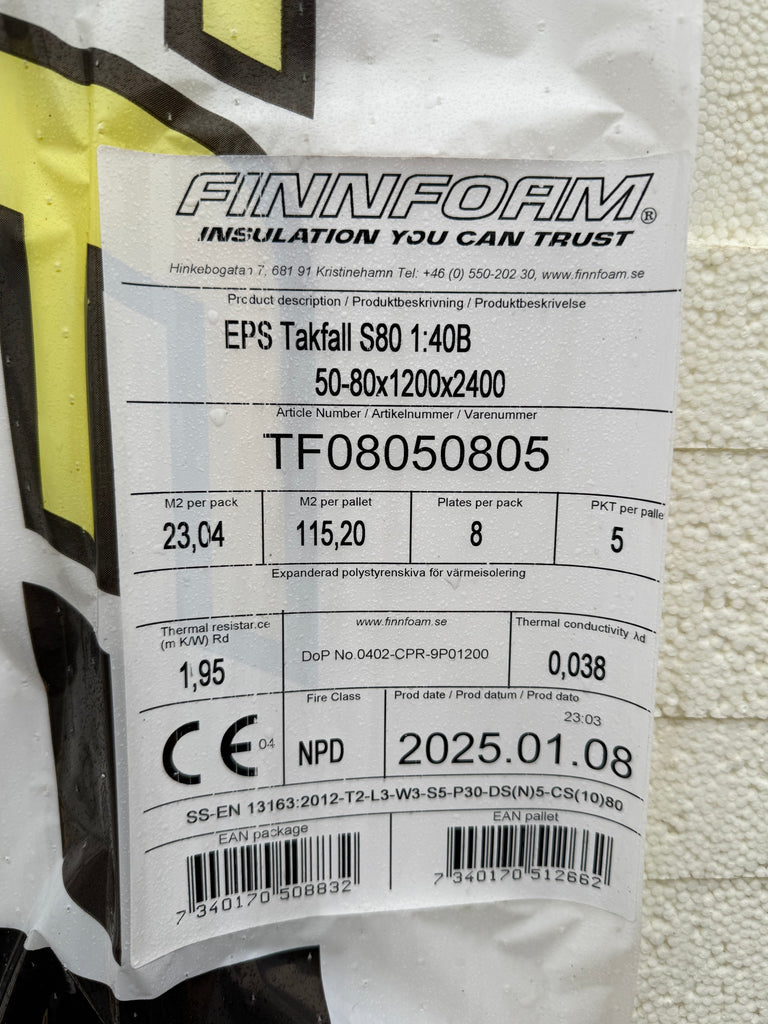 FINNFOAM®
INSULATION YOU CAN TRUST
Hinkebogatan 7, 681 91 Kristinehamn Tel: +46 (0) 550-202 30, www.finnfoam.se
Product description / Produktbeskrivning / Produktbeskrivelse
EPS Takfall S80 1:40B
50-80x1200x2400
Article Number / Artikelnummer / Varenummer
TF08050805
M2 per pack M2 per pallet Plates per pack PKT per palle
23,04 115,20 8 5
Expanderad polystyrenskiva för värmeisolering
Thermal resistance www.finnfoam.se Thermal conductivity λd
(m K/W) Rd
1,95 DoP No.0402-CPR-9P01200 0,038
Fire Class Prod date / Prod datum / Prod dato
23:03
CE 04 NPD 2025.01.08
SS-EN 13163:2012-T2-L3-W3-S5-P30-DS(N)5-CS(10)80
EAN package EAN pallet
7 340170 508832 7 340170 512662